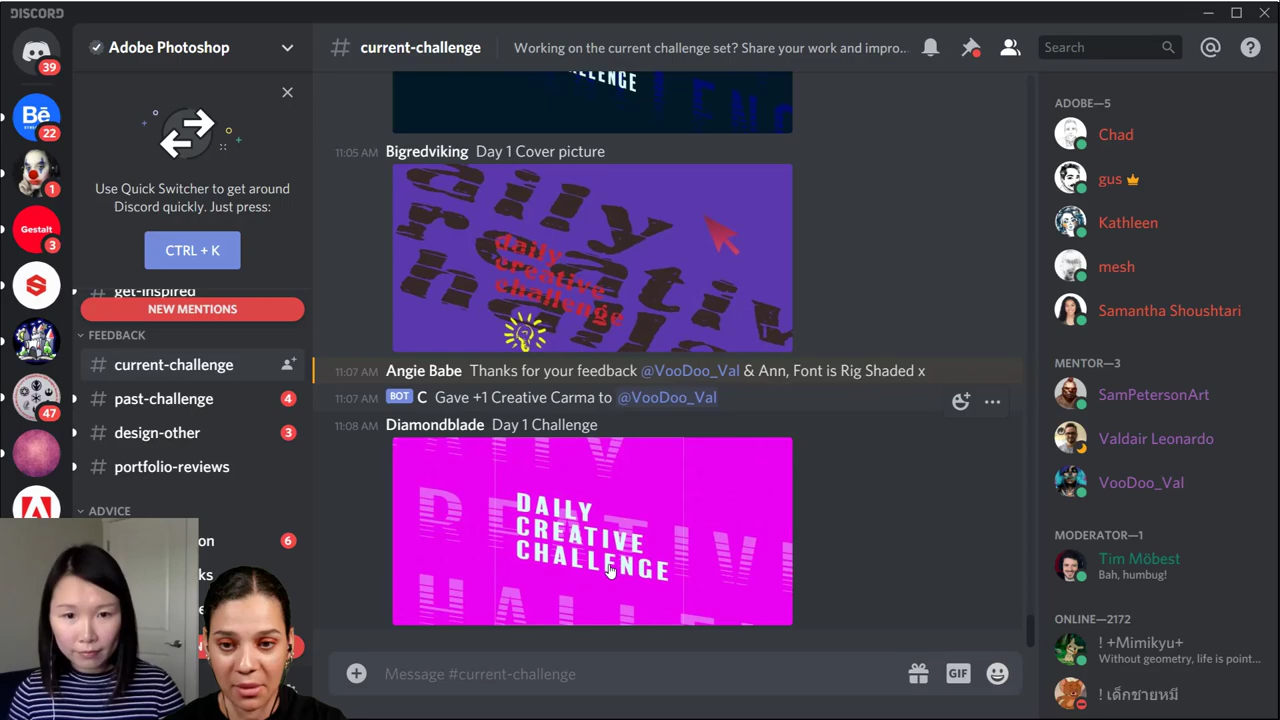 DISCORD
39
Adobe Photoshop
# current-challenge
Working on the current challenge set? Share your work and impro...
Search
Bē
22
1
Gestalt
3
47
Use Quick Switcher to get around
Discord quickly. Just press:
CTRL + K
get-inspired
NEW MENTIONS
FEEDBACK
# current-challenge
# past-challenge 4
# design-other 3
# portfolio-reviews
ADVICE
6
11:05 AM Bigredviking Day 1 Cover picture
daily
creative
challenge
11:07 AM Angie Babe Thanks for your feedback @VooDoo_Val & Ann, Font is Rig Shaded x
11:07 AM BOT C Gave +1 Creative Carma to @VooDoo_Val
11:08 AM Diamondblade Day 1 Challenge
DAILY
CREATIVE
CHALLENGE
Message #current-challenge
GIF
ADOBE—5
Chad
gus
Kathleen
mesh
Samantha Shoushtari
MENTOR—3
SamPetersonArt
Valdair Leonardo
VooDoo_Val
MODERATOR—1
Tim Möbest
Bah, humbug!
ONLINE—2172
! +Mimikyu+
Without geometry, life is point...
! เด็กชายหมี